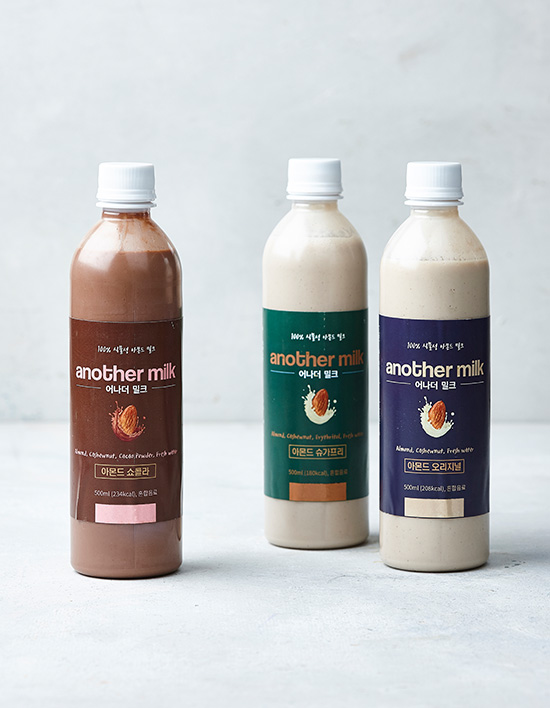 100% 식물성 아몬드 밀크
another milk
어나더 밀크
Almond, Cashewnut, Cacao Powder, Fresh water
아몬드 쇼콜라
500ml (234kcal), 혼합음료
100% 식물성 아몬드 밀크
another milk
어나더 밀크
Almond, Cashewnut, Erythritol, Fresh water
아몬드 슈가프리
500ml (180kcal), 혼합음료
100% 식물성 아몬드 밀크
another milk
어나더 밀크
Almond, Cashewnut, Fresh water
아몬드 오리지널
500ml (208kcal), 혼합음료